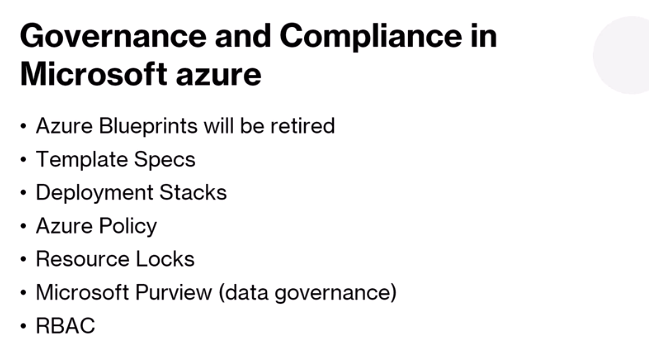 Governance and Compliance in
Microsoft azure
• Azure Blueprints will be retired
• Template Specs
• Deployment Stacks
• Azure Policy
• Resource Locks
• Microsoft Purview (data governance)
• RBAC